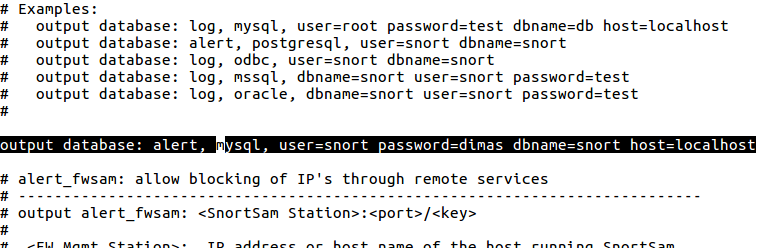 # Examples:
#   output database: log, mysql, user=root password=test dbname=db host=localhost
#   output database: alert, postgresql, user=snort dbname=snort
#   output database: log, odbc, user=snort dbname=snort
#   output database: log, mssql, dbname=snort user=snort password=test
#   output database: log, oracle, dbname=snort user=snort password=test
#
output database: alert, mysql, user=snort password=dimas dbname=snort host=localhost
# alert_fwsam: allow blocking of IP's through remote services
# ---------------------------------------------------------------------------
# output alert_fwsam: <SnortSam Station>:<port>/<key>
#
#  <FW Mgmt Station>:  IP address or host name of the host running SnortSam